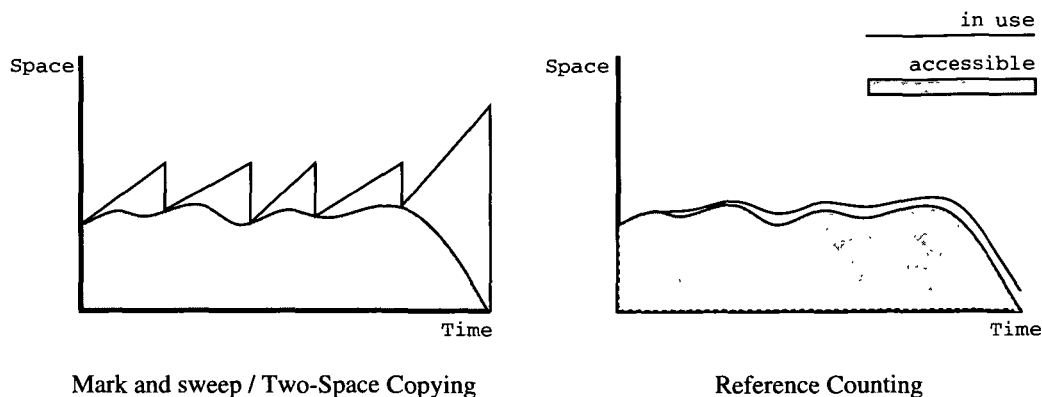 in use
Space
Space
accessible
Time
Time
Mark and sweep / Two-Space Copying
Reference Counting